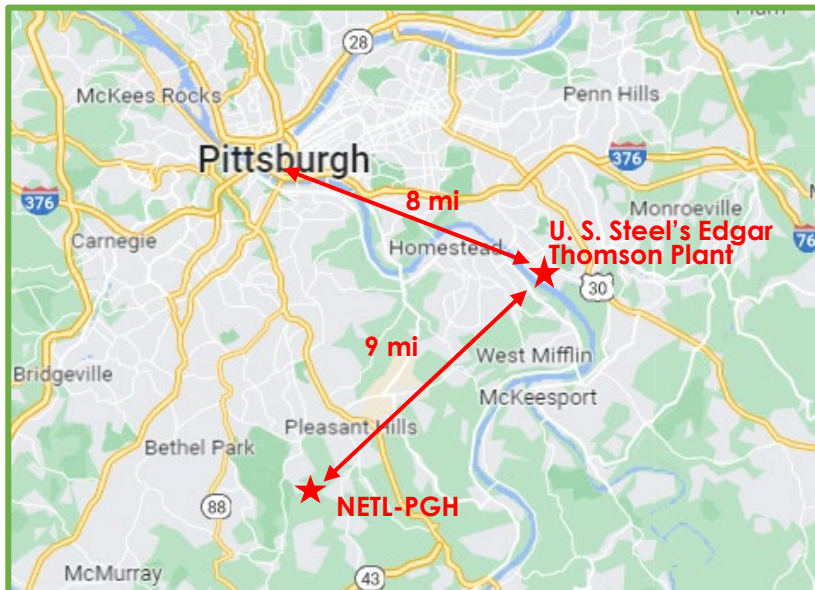 Plum
28
McKees Rocks
Penn Hills
Pittsburgh
376
376
8 mi
Monroeville
Carnegie
Homestead
U. S. Steel's Edgar
Thomson Plant
76
30
9 mi
West Mifflin
Bridgeville
McKeesport
Pleasant Hills
Bethel Park
88
NETL-PGH
McMurray
43